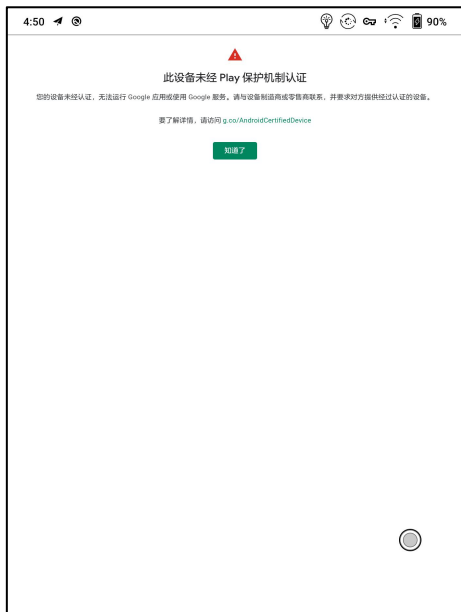 4:50
90%
此设备未经 Play 保护机制认证
您的设备未经认证，无法运行 Google 应用或使用 Google 服务。请与设备制造商或零售商联系，并要求对方提供经过认证的设备。
要了解详情，请访问 g.co/AndroidCertifiedDevice
知道了